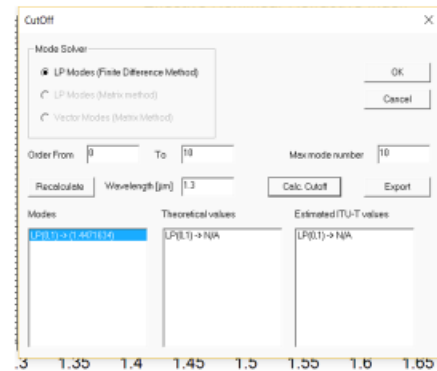 CutOff
Mode Solver
LP Modes (Finite Difference Method)
LP Modes (Matrix method)
Vector Modes (Matrix Method)
OK
Cancel
Order From 0 To 10 Max mode number 10
Recalculate Wavelength [µm] 1.3 Calc. Cutoff Export
Modes Theoretical values Estimated ITU-T values
LP(0,1) -> (1.4471634) LP(0,1) -> N/A LP(0,1) -> N/A
.3 1.35 1.4 1.45 1.5 1.55 1.6 1.65